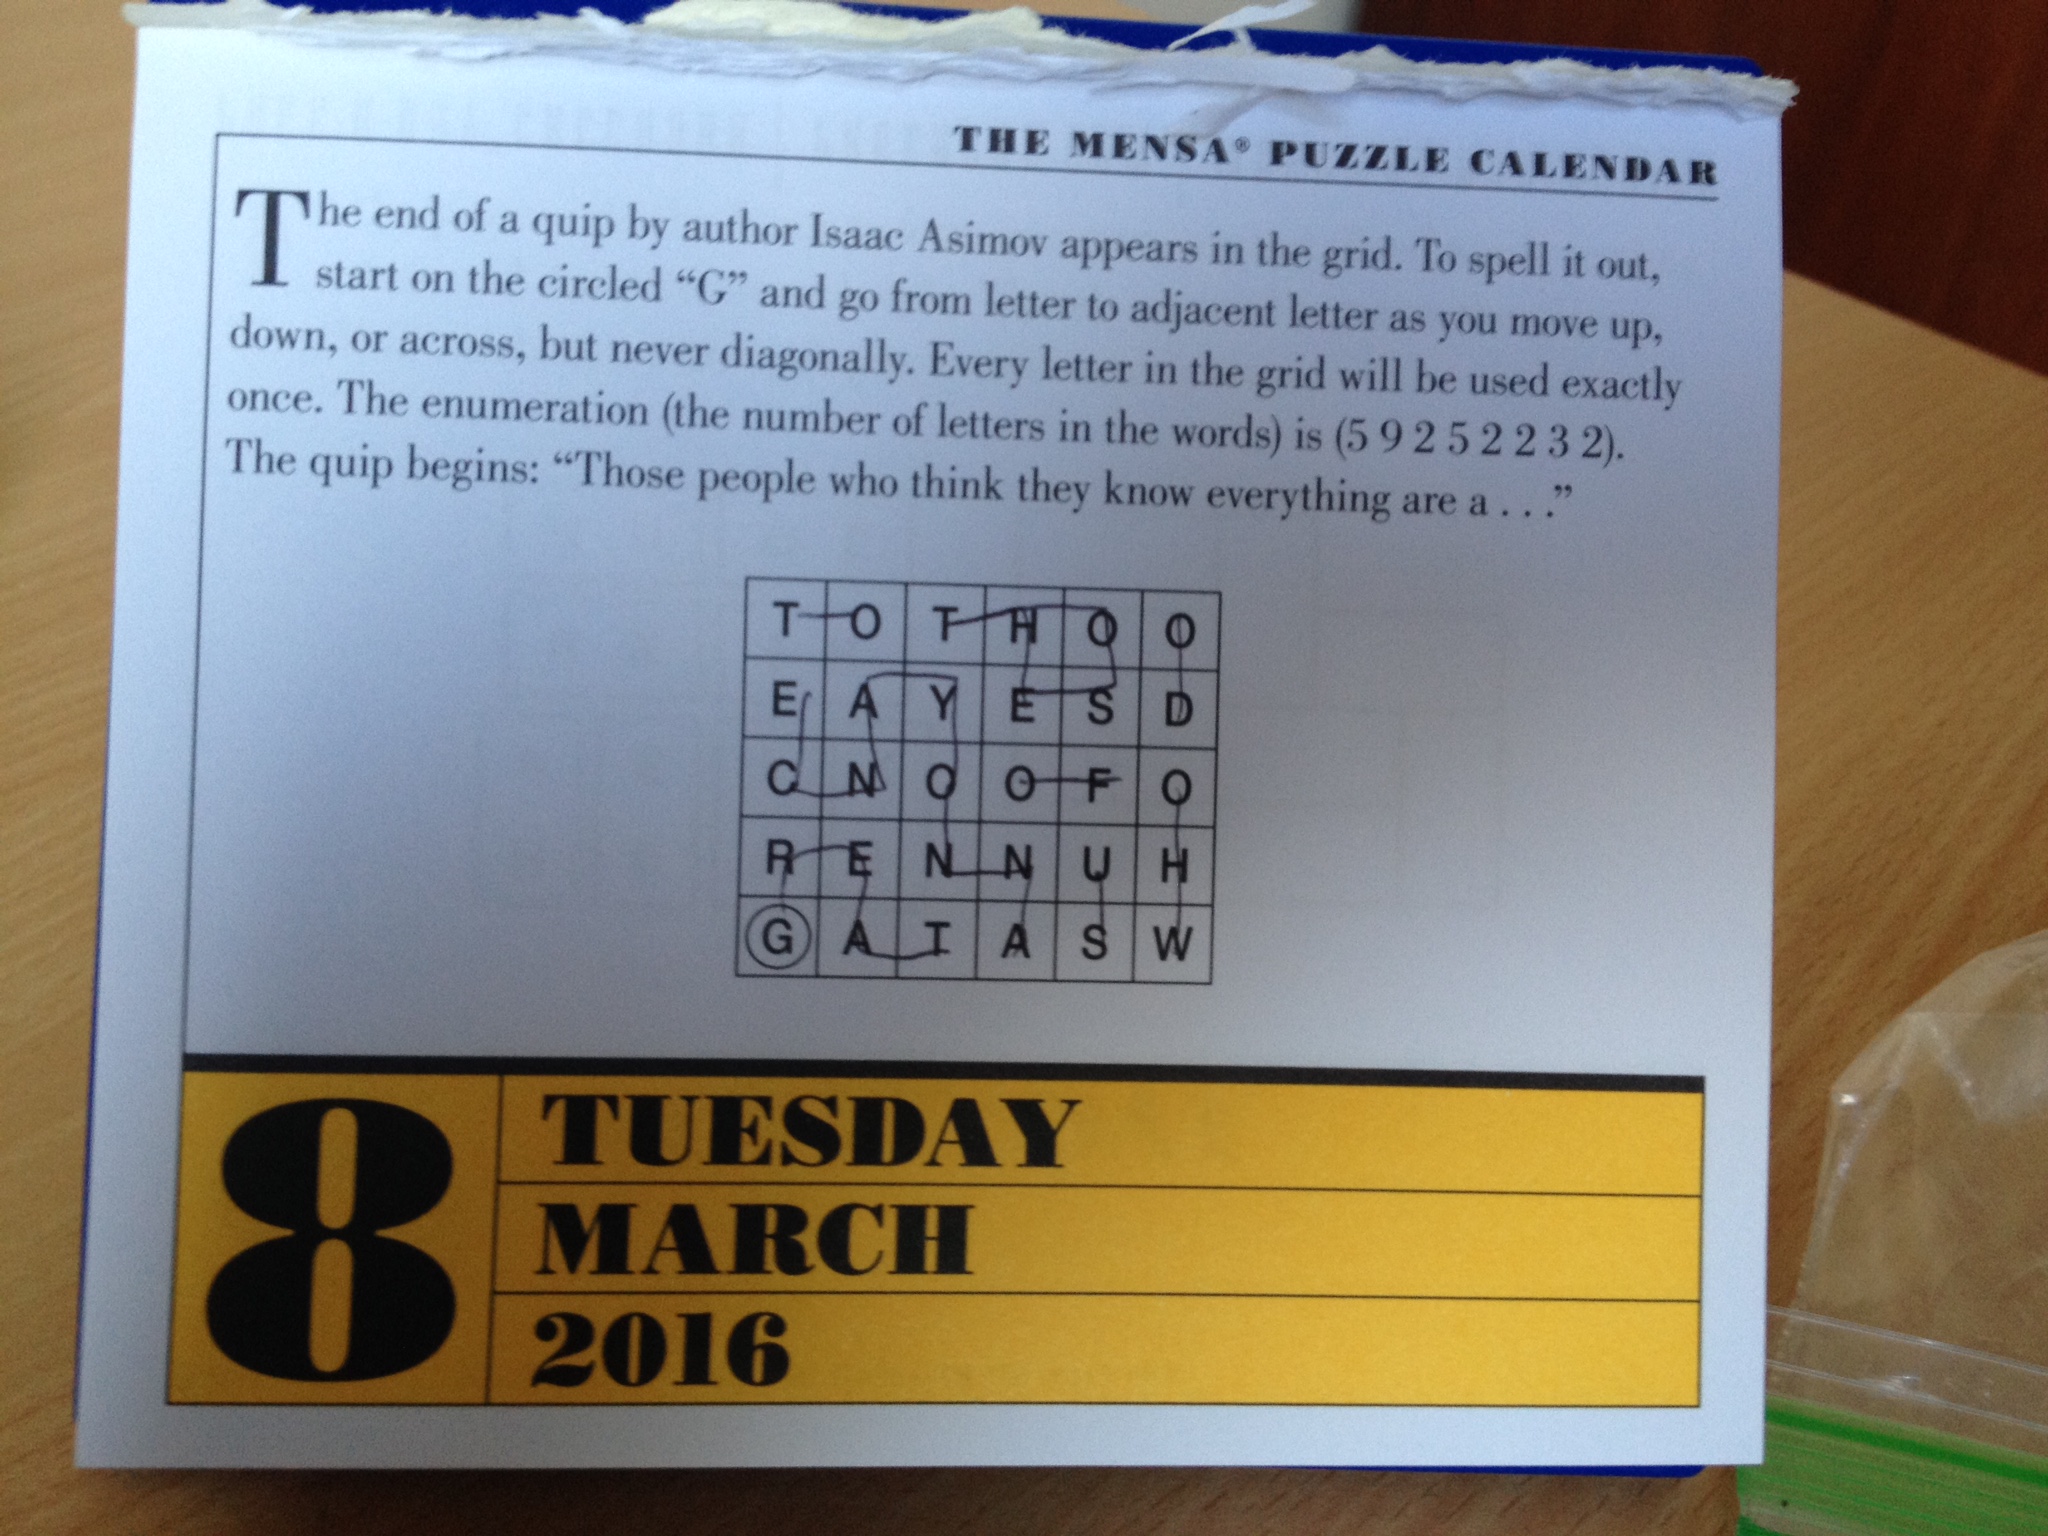 THE MENSA® PUZZLE CALENDAR
The end of a quip by author Isaac Asimov appears in the grid. To spell it out,
start on the circled “G” and go from letter to adjacent letter as you move up,
down, or across, but never diagonally. Every letter in the grid will be used exactly
once. The enumeration (the number of letters in the words) is (5 9 2 5 2 2 3 2).
The quip begins: “Those people who think they know everything are a . . .”
T O T H O O
E A Y E S D
C N O O F O
R E N N U H
G A I A S W
8
TUESDAY
MARCH
2016